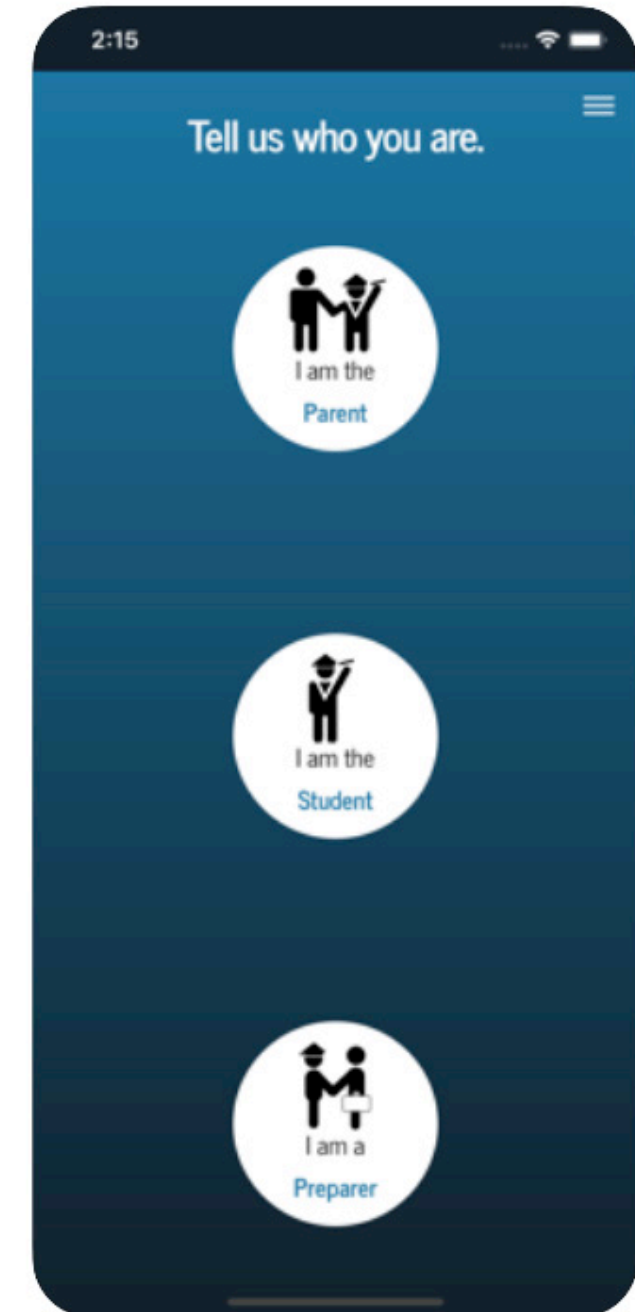 2:15
Tell us who you are.
I am the
Parent
I am the
Student
I am a
Preparer